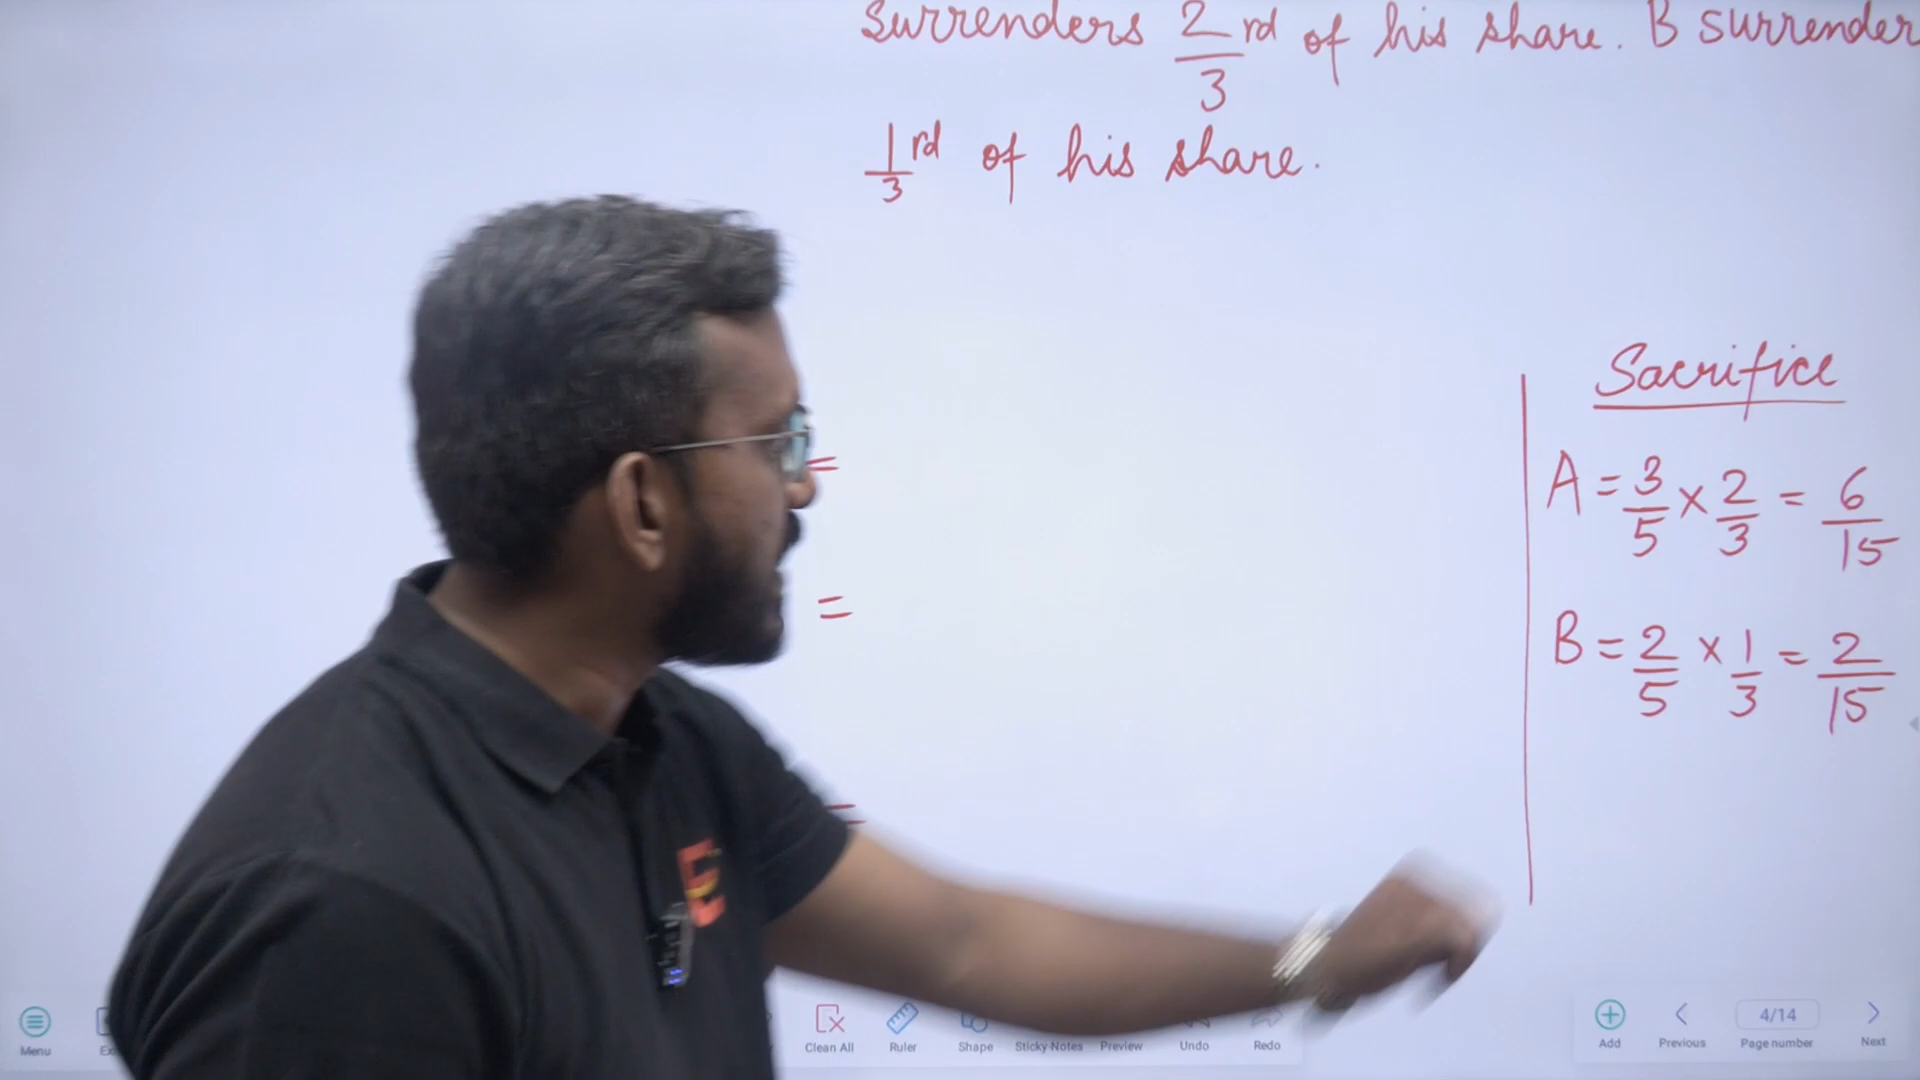 Surrenders 2/3 rd of his share. B surrender
1/3 rd of his share.
Sacrifice
=
A = 3/5 × 2/3 = 6/15
=
B = 2/5 × 1/3 = 2/15
=
Menu Clean All Ruler Shape Sticky Notes Preview Undo Redo Add Previous 4/14 Page number Next